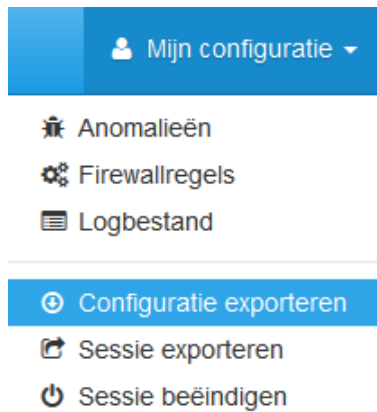 Mijn configuratie
Anomalieën
Firewallregels
Logbestand
Configuratie exporteren
Sessie exporteren
Sessie beëindigen